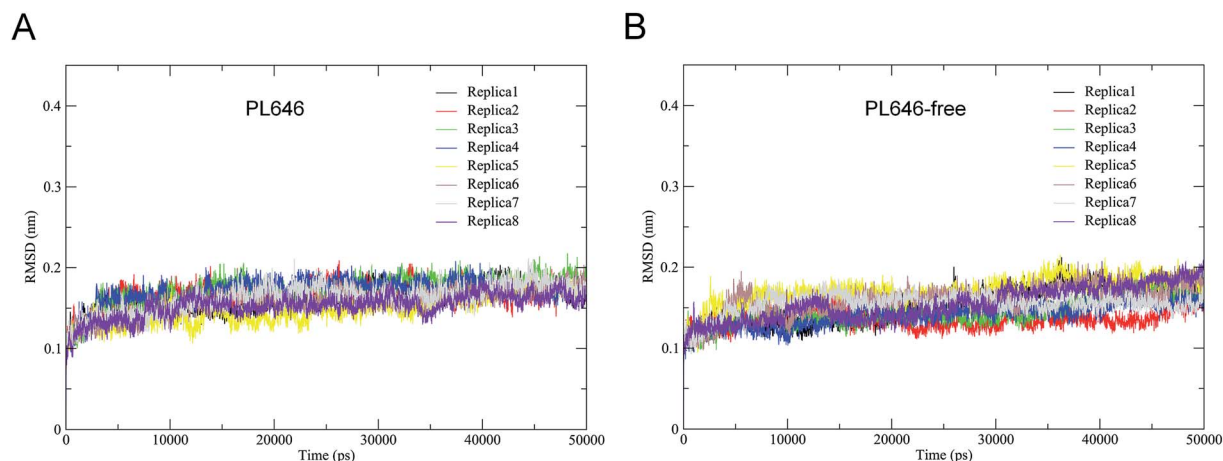 A
PL646
Replica1
Replica2
Replica3
Replica4
Replica5
Replica6
Replica7
Replica8
0.4
0.3
0.2
0.1
0
RMSD (nm)
0 10000 20000 30000 40000 50000
Time (ps)
B
PL646-free
Replica1
Replica2
Replica3
Replica4
Replica5
Replica6
Replica7
Replica8
0.4
0.3
0.2
0.1
0
RMSD (nm)
0 10000 20000 30000 40000 50000
Time (ps)